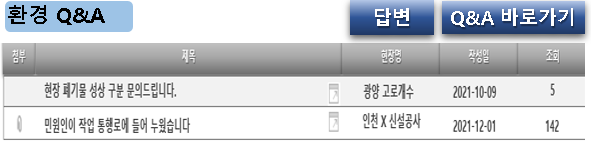 환경 Q&A 답변 Q&A 바로가기
첨부 제목 현장명 작성일 조회
현장 폐기물 성상 구분 문의드립니다. 광양 고로개수 2021-10-09 5
민원인이 작업 통행로에 들어 누웠습니다 인천 X 신설공사 2021-12-01 142